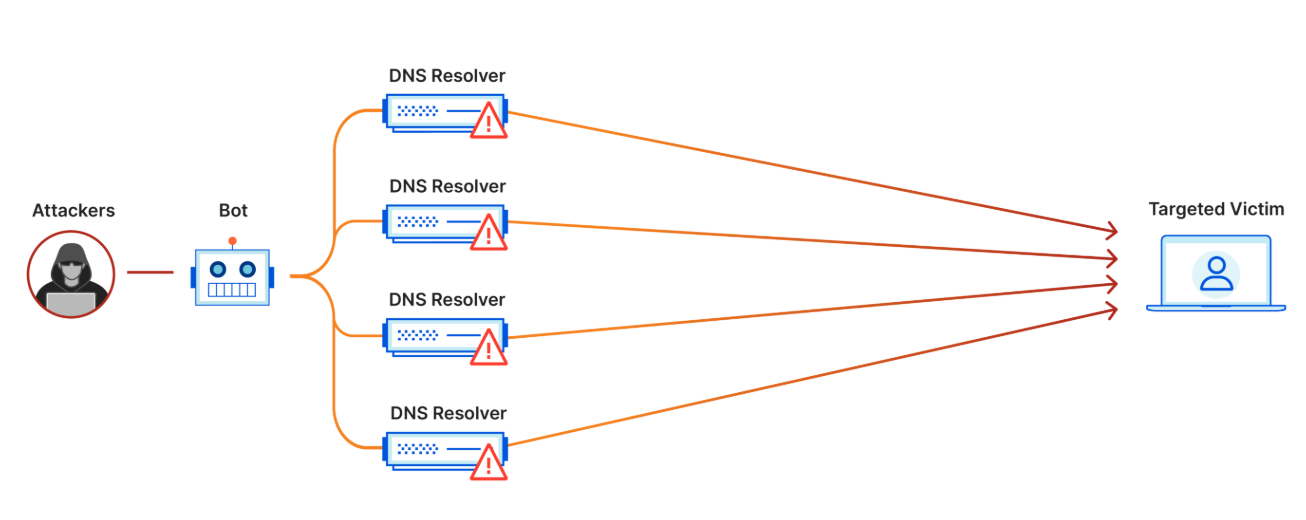 DNS Resolver
DNS Resolver
Attackers
Bot
Targeted Victim
DNS Resolver
DNS Resolver